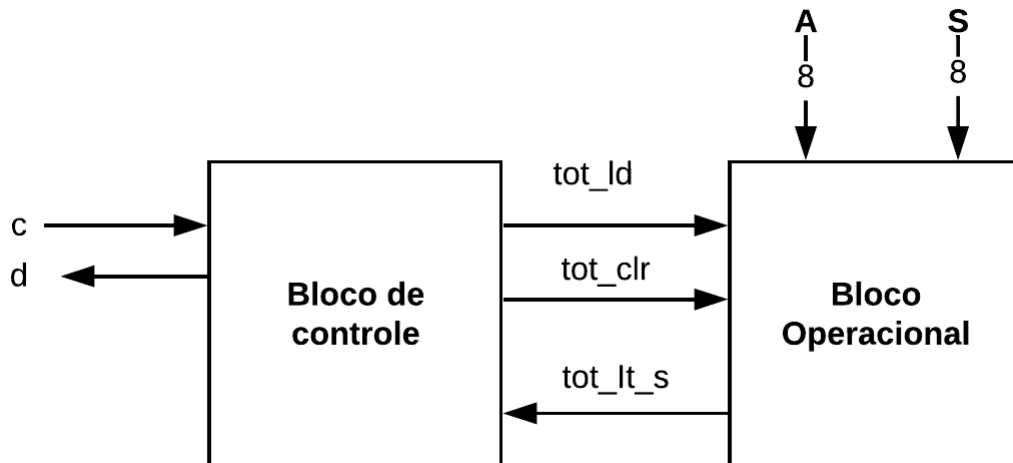 A
S
8
8
tot_ld
c
tot_clr
d
Bloco de
controle
Bloco
Operacional
tot_lt_s